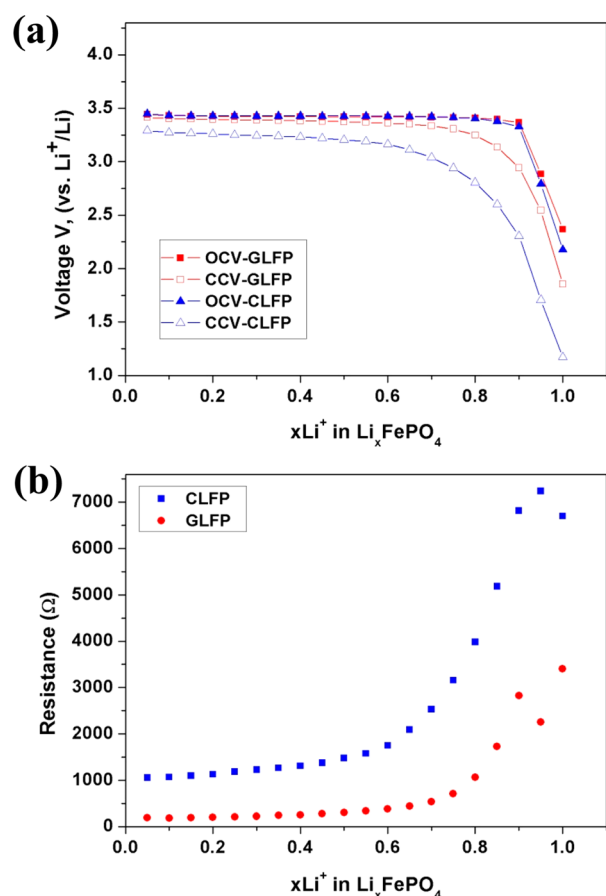 (a)
4.0
3.5
3.0
2.5
2.0
1.5
1.0
Voltage V, (vs. Li⁺/Li)
OCV-GLFP
CCV-GLFP
OCV-CLFP
CCV-CLFP
0.0 0.2 0.4 0.6 0.8 1.0
xLi⁺ in LiₓFePO₄
(b)
7000
6000
5000
4000
3000
2000
1000
0
Resistance (Ω)
CLFP
GLFP
0.0 0.2 0.4 0.6 0.8 1.0
xLi⁺ in LiₓFePO₄